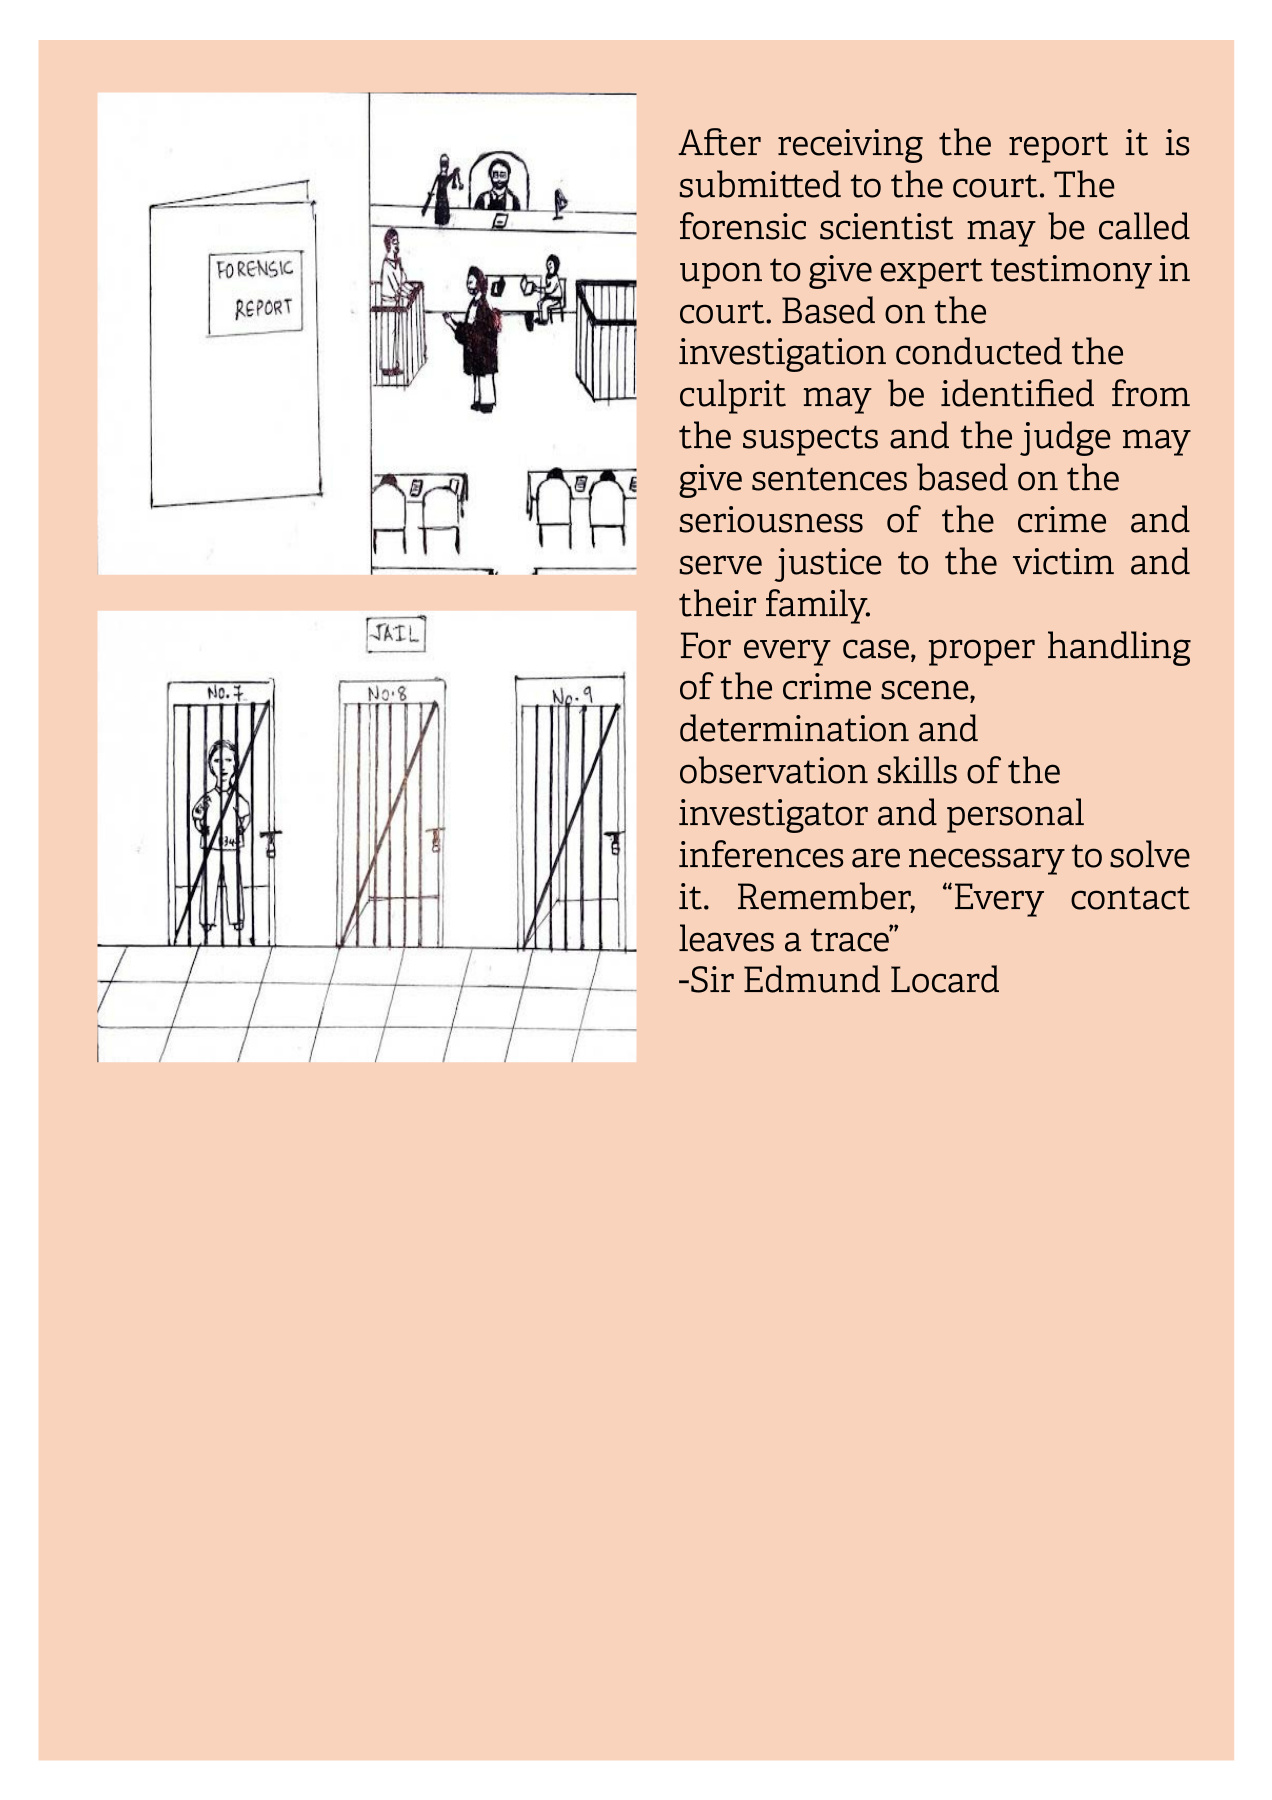 FORENSIC
REPORT
JAIL
No.7
No.8
No.9
After receiving the report it is
submitted to the court. The
forensic scientist may be called
upon to give expert testimony in
court. Based on the
investigation conducted the
culprit may be identified from
the suspects and the judge may
give sentences based on the
seriousness of the crime and
serve justice to the victim and
their family.
For every case, proper handling
of the crime scene,
determination and
observation skills of the
investigator and personal
inferences are necessary to solve
it. Remember, “Every contact
leaves a trace”
-Sir Edmund Locard